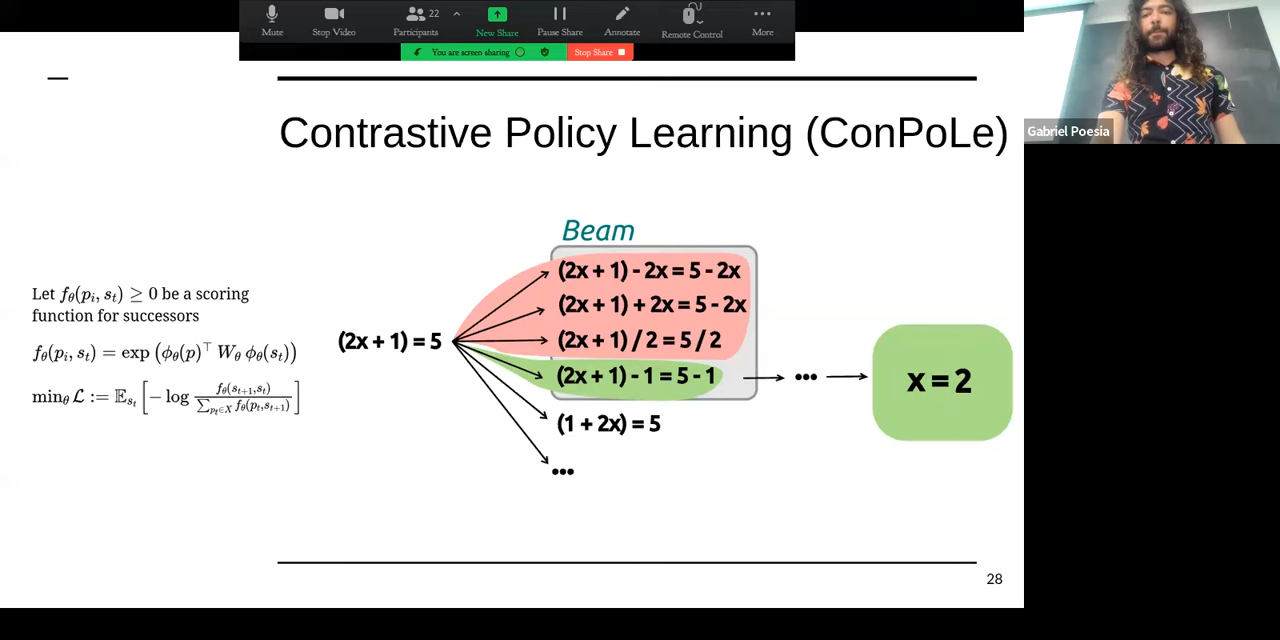 Mute
Stop Video
Participants
22
New Share
Pause Share
Annotate
Remote Control
More
You are screen sharing
Stop Share
Gabriel Poesia
Contrastive Policy Learning (ConPoLe)
Let fθ(pi, st) ≥ 0 be a scoring
function for successors
fθ(pi, st) = exp (ϕθ(p)⊤ Wθ ϕθ(st))
minθ ℒ := 𝔼st [− log fθ(st+1,st) / ∑pt∈X fθ(pt,st+1)]
Beam
(2x + 1) = 5
(2x + 1) - 2x = 5 - 2x
(2x + 1) + 2x = 5 - 2x
(2x + 1) / 2 = 5 / 2
(2x + 1) - 1 = 5 - 1
(1 + 2x) = 5
•••
•••
x = 2
28